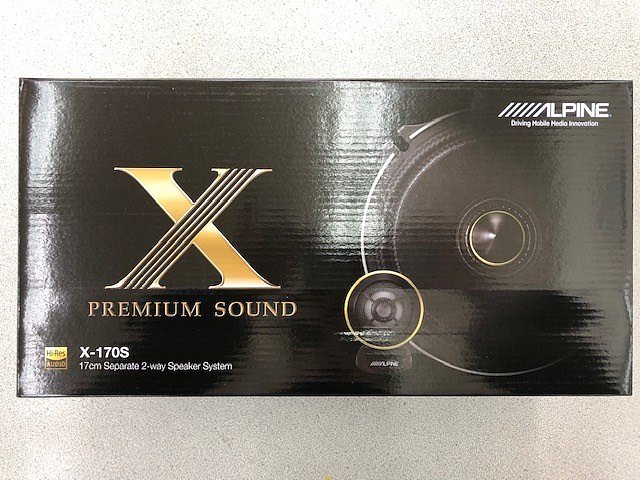 ALPINE
Driving Mobile Media Innovation
X
PREMIUM SOUND
Hi-Res
AUDIO
X-170S
17cm Separate 2-way Speaker System
ALPINE